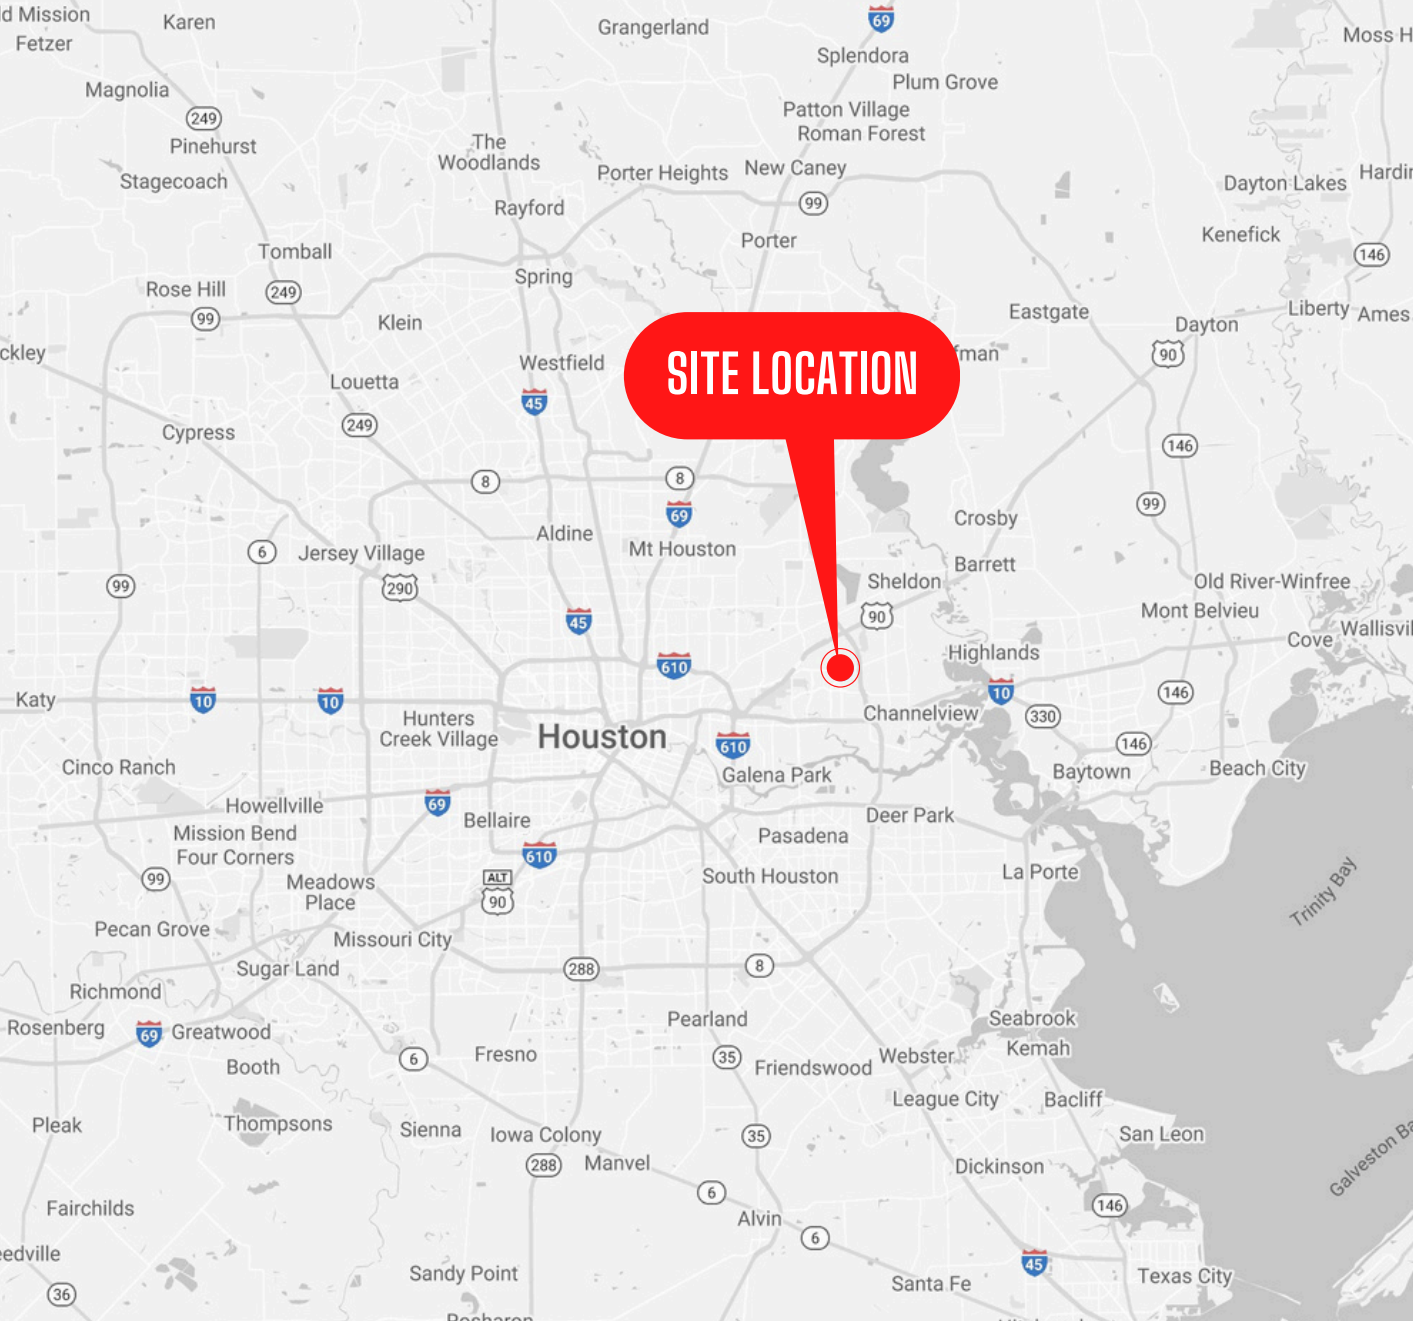 d Mission
Karen
Grangerland
69
Moss H
Fetzer
Splendora
Plum Grove
Magnolia
249
Patton Village
Roman Forest
Pinehurst
The
Woodlands
Porter Heights
New Caney
Stagecoach
Dayton Lakes
Hardin
99
Rayford
Porter
Kenefick
Tomball
146
Spring
Rose Hill
249
99
Klein
Eastgate
Liberty
Ames
Dayton
ckley
Westfield
SITE LOCATION
fman
90
Louetta
45
249
Cypress
146
8
8
99
69
Crosby
Aldine
Mt Houston
6
Jersey Village
Barrett
99
290
Sheldon
Old River-Winfree
Mont Belvieu
90
45
Wallisvil
Cove
Highlands
610
Katy
10
10
10
146
Channelview
330
Hunters
Creek Village
Houston
610
146
Cinco Ranch
Galena Park
Baytown
Beach City
Howellville
69
Bellaire
Deer Park
Mission Bend
Four Corners
Pasadena
610
99
Meadows
Place
ALT
90
South Houston
La Porte
Trinity Bay
Pecan Grove
Missouri City
Sugar Land
288
8
Richmond
Rosenberg
69
Greatwood
Pearland
Seabrook
Kemah
Booth
6
Fresno
35
Friendswood
Webster
League City
Bacliff
Pleak
Thompsons
Sienna
Iowa Colony
35
San Leon
288
Manvel
Dickinson
Galveston Ba
6
Fairchilds
Alvin
146
6
eedville
45
Sandy Point
Santa Fe
Texas City
36